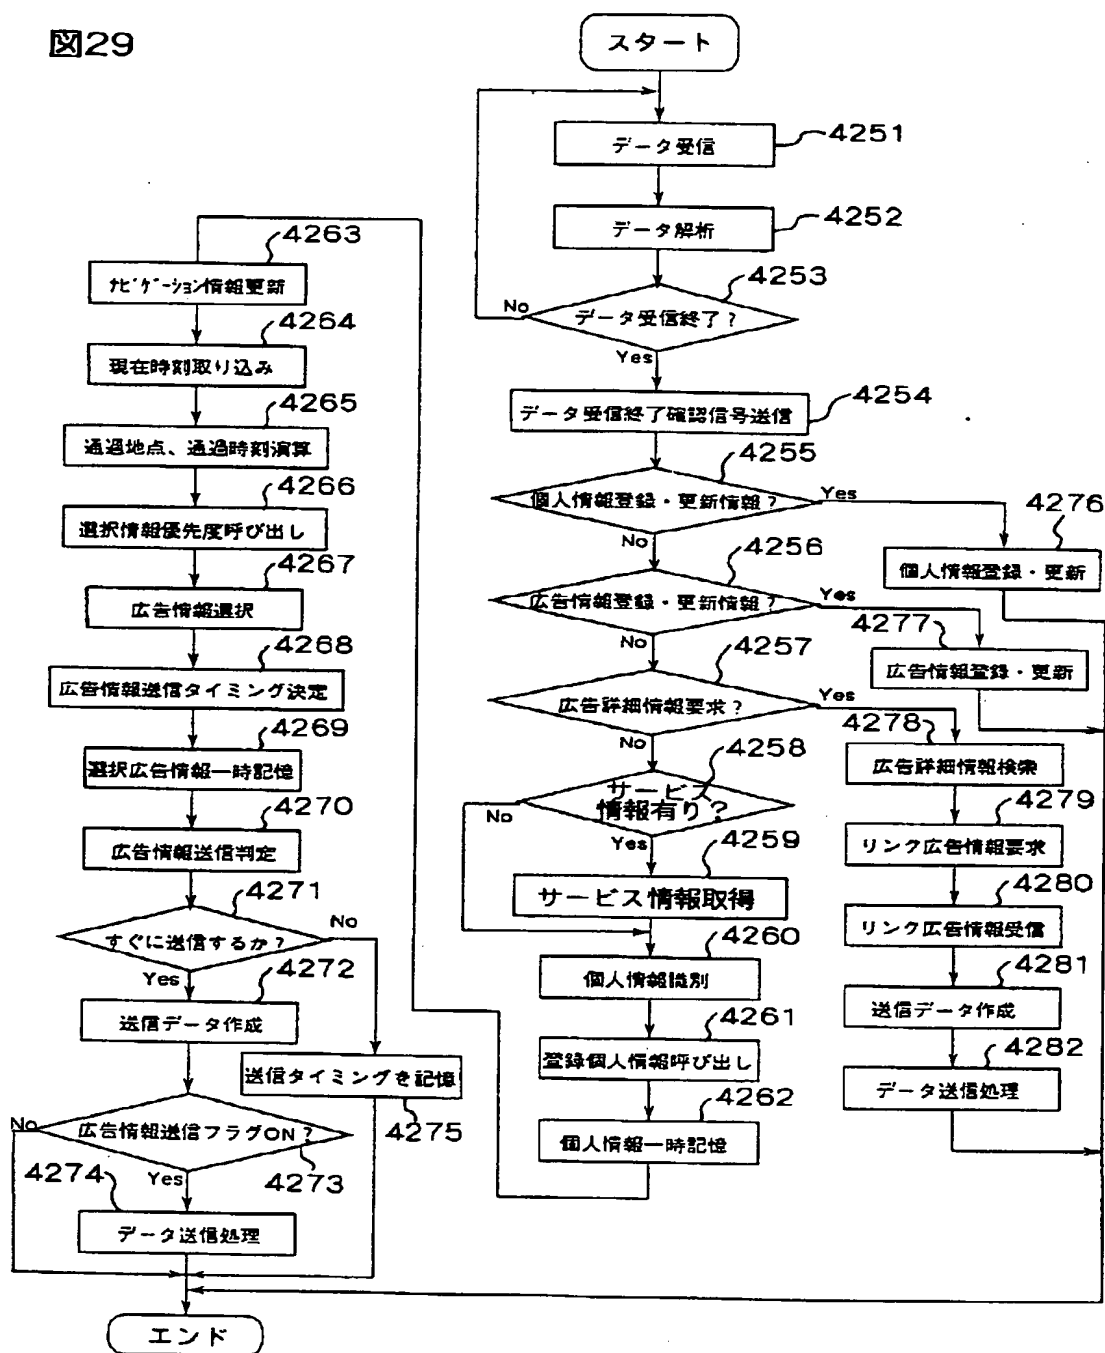 図29
スタート
データ受信
4251
データ解析
4252
データ受信終了?
4253
No
Yes
データ受信終了確認信号送信
4254
個人情報登録・更新情報?
4255
Yes
No
広告情報登録・更新情報?
4256
Yes
No
広告詳細情報要求?
4257
Yes
No
サービス
情報有り?
4258
No
Yes
サービス情報取得
4259
個人情報識別
4260
登録個人情報呼び出し
4261
個人情報一時記憶
4262
ナビゲーション情報更新
4263
現在時刻取り込み
4264
通過地点、通過時刻演算
4265
選択情報優先度呼び出し
4266
広告情報選択
4267
広告情報送信タイミング決定
4268
選択広告情報一時記憶
4269
広告情報送信判定
4270
すぐに送信するか?
4271
No
Yes
送信データ作成
4272
広告情報送信フラグON?
4273
No
Yes
データ送信処理
4274
送信タイミングを記憶
4275
個人情報登録・更新
4276
広告情報登録・更新
4277
広告詳細情報検索
4278
リンク広告情報要求
4279
リンク広告情報受信
4280
送信データ作成
4281
データ送信処理
4282
エンド